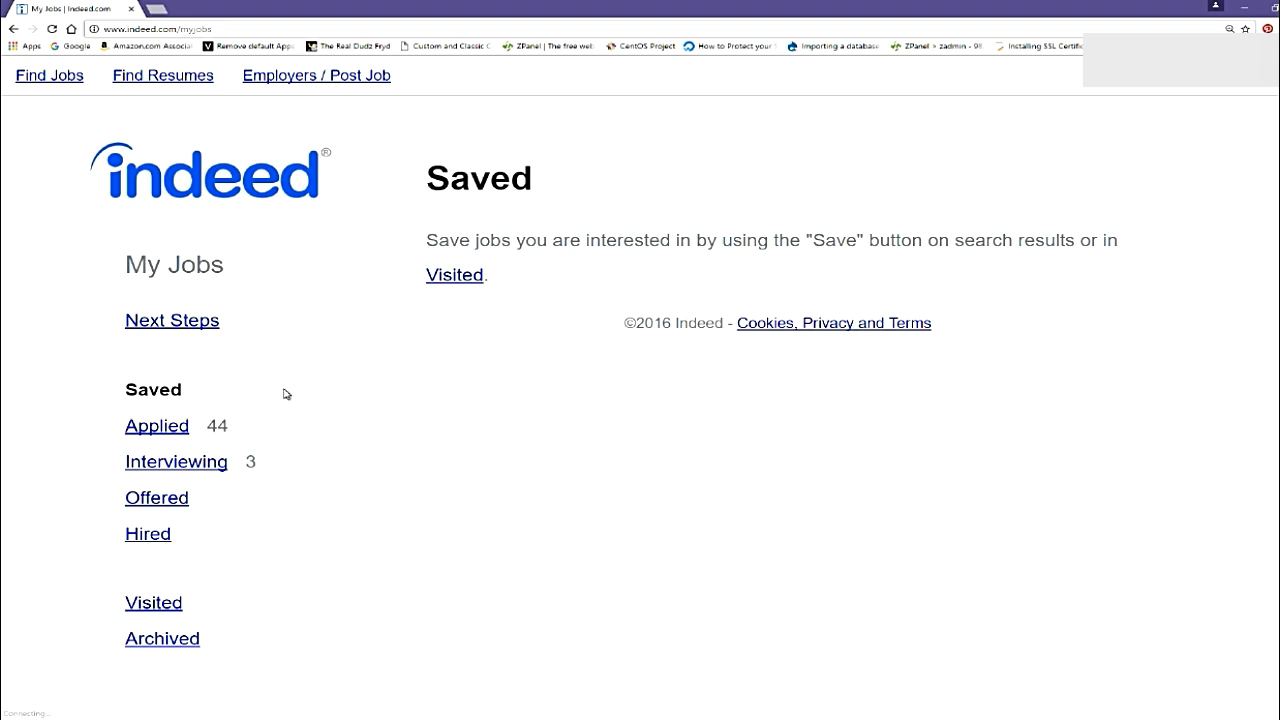 My Jobs | Indeed.com
www.indeed.com/myjobs
Apps Google Amazon.com Associa Remove default App The Real Dudz Fryd Custom and Classic C ZPanel | The free web CentOS Project How to Protect your Importing a database ZPanel > zadmin - Installing SSL Certific
Find Jobs Find Resumes Employers / Post Job
indeed®
Saved
Save jobs you are interested in by using the "Save" button on search results or in
Visited.
©2016 Indeed - Cookies, Privacy and Terms
My Jobs
Next Steps
Saved
Applied 44
Interviewing 3
Offered
Hired
Visited
Archived
Connecting...